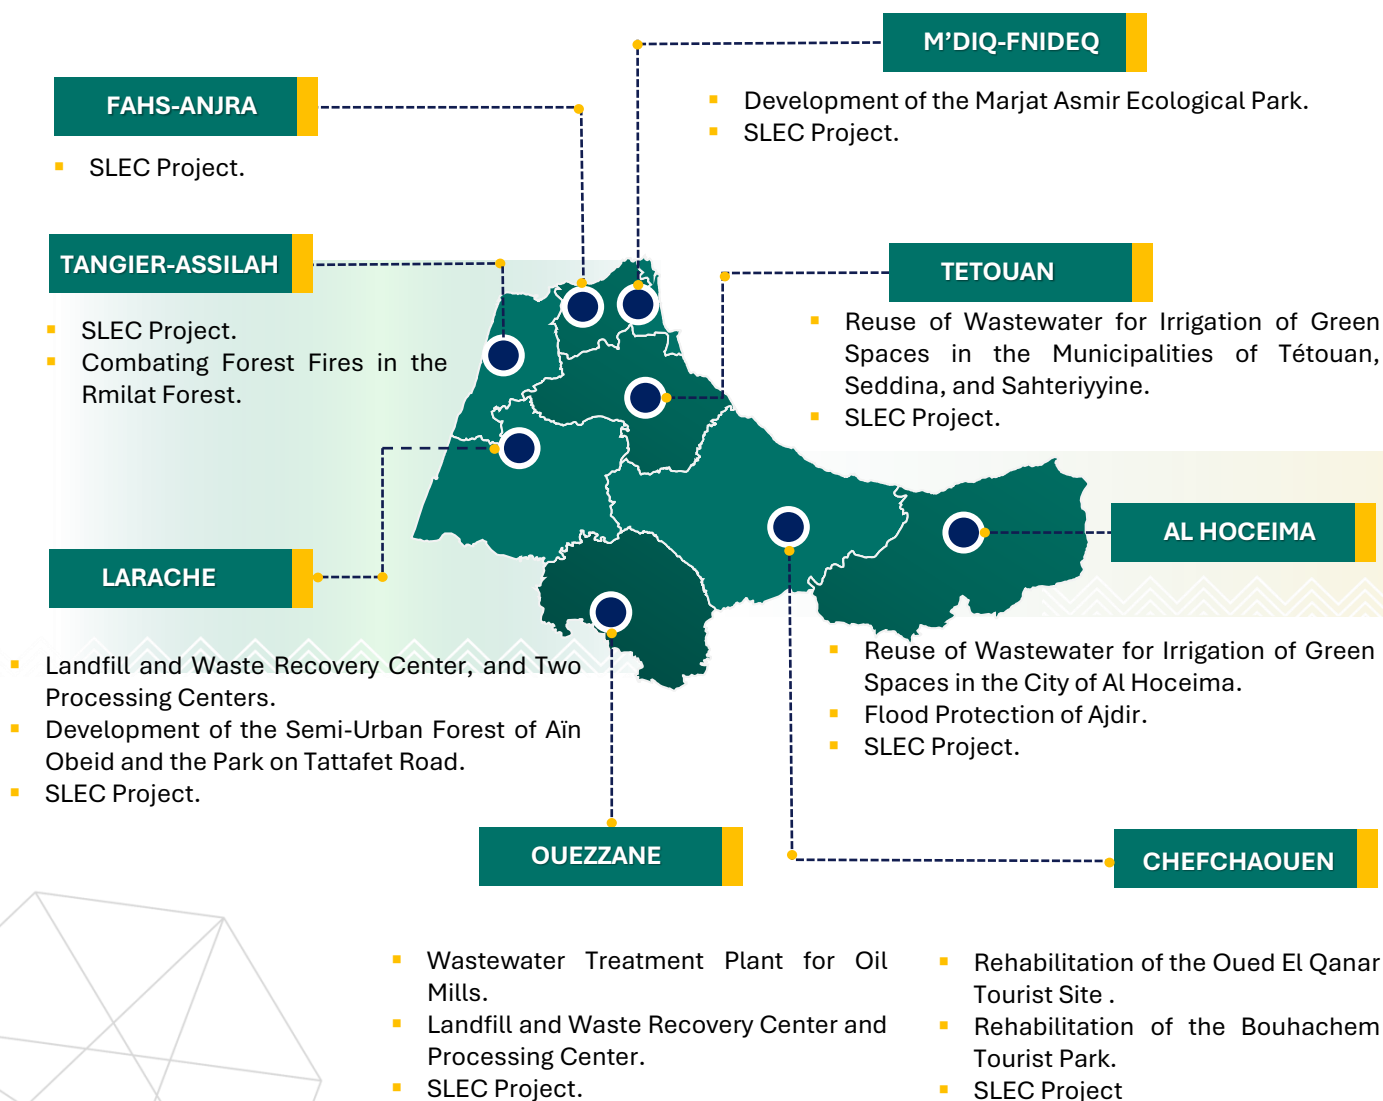 M’DIQ-FNIDEQ
▪ Development of the Marjat Asmir Ecological Park.
▪ SLEC Project.
FAHS-ANJRA
▪ SLEC Project.
TANGIER-ASSILAH
▪ SLEC Project.
▪ Combating Forest Fires in the
Rmilat Forest.
TETOUAN
▪ Reuse of Wastewater for Irrigation of Green
Spaces in the Municipalities of Tétouan,
Seddina, and Sahteriyyine.
▪ SLEC Project.
AL HOCEIMA
▪ Reuse of Wastewater for Irrigation of Green
Spaces in the City of Al Hoceima.
▪ Flood Protection of Ajdir.
▪ SLEC Project.
LARACHE
▪ Landfill and Waste Recovery Center, and Two
Processing Centers.
▪ Development of the Semi-Urban Forest of Aïn
Obeid and the Park on Tattafet Road.
▪ SLEC Project.
OUEZZANE
▪ Wastewater Treatment Plant for Oil
Mills.
▪ Landfill and Waste Recovery Center and
Processing Center.
▪ SLEC Project.
CHEFCHAOUEN
▪ Rehabilitation of the Oued El Qanar
Tourist Site .
▪ Rehabilitation of the Bouhachem
Tourist Park.
▪ SLEC Project